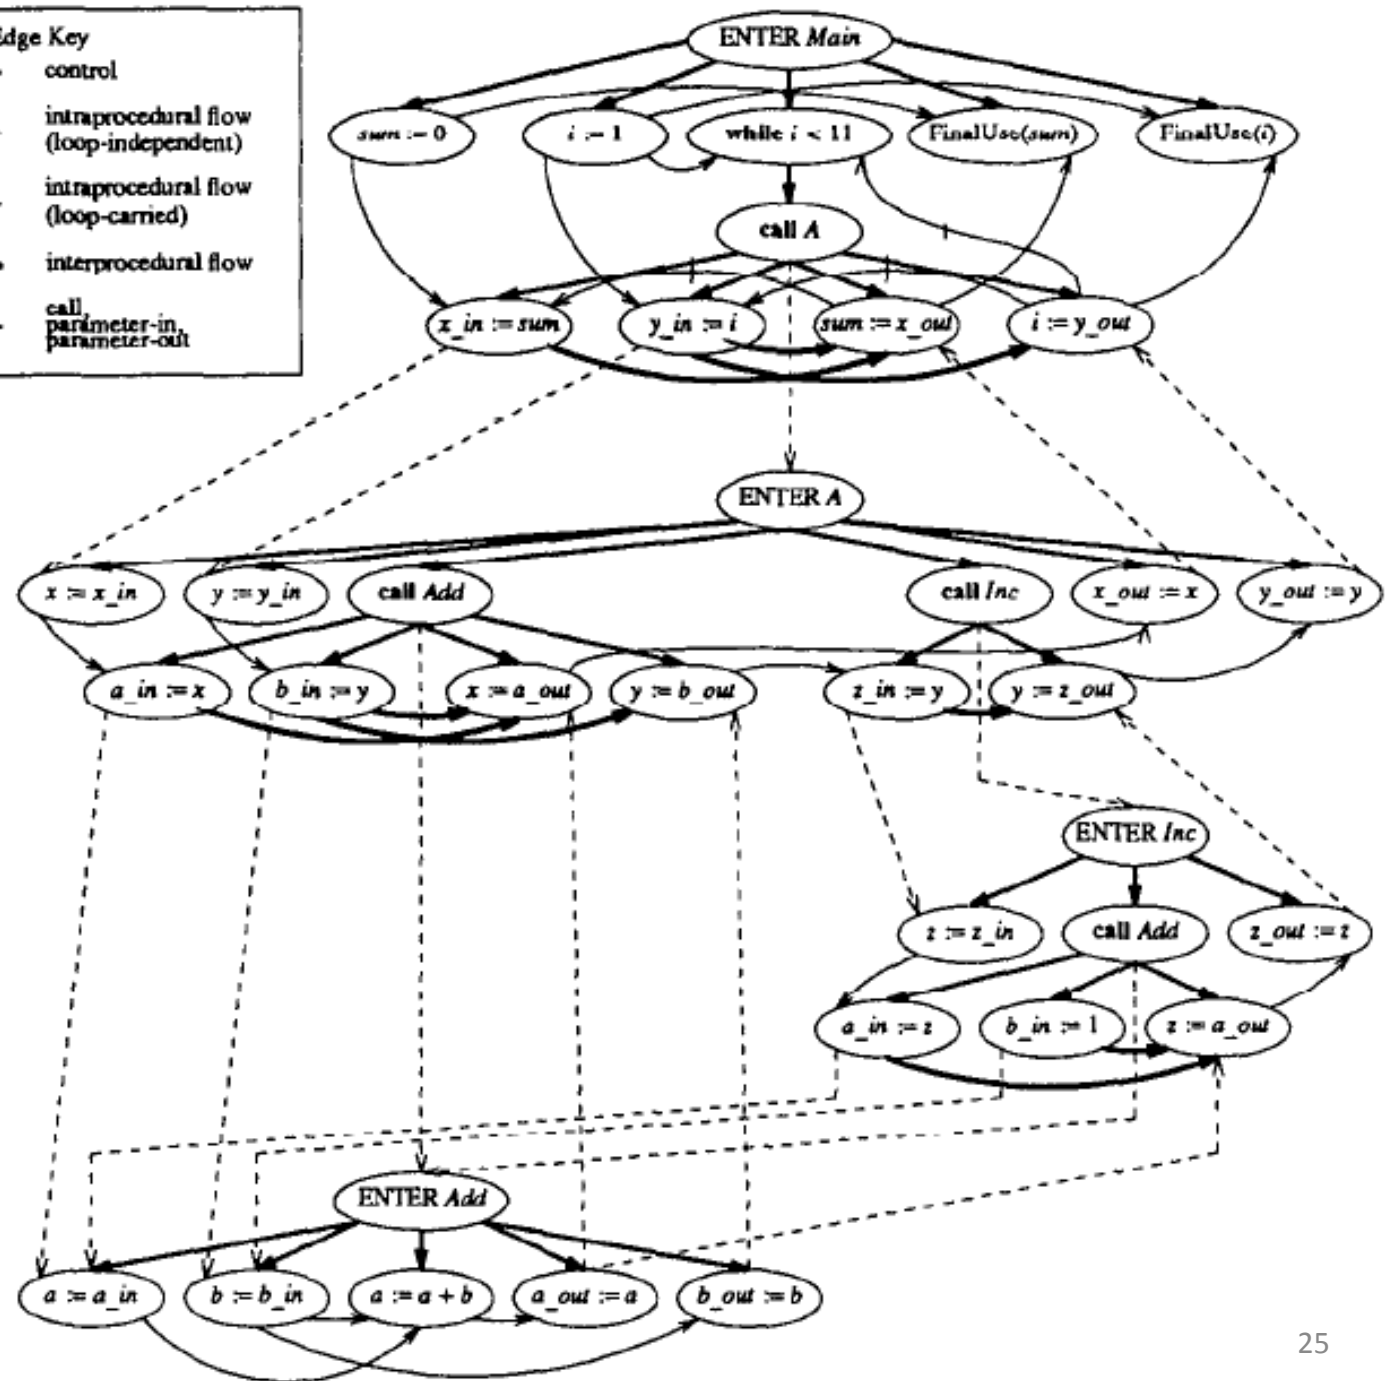 Edge Key
control
intraprocedural flow
(loop-independent)
intraprocedural flow
(loop-carried)
interprocedural flow
call,
parameter-in,
parameter-out
ENTER Main
sum := 0
i := 1
while i < 11
FinalUse(sum)
FinalUse(i)
call A
x_in := sum
y_in := i
sum := x_out
i := y_out
ENTER A
x := x_in
y := y_in
call Add
call Inc
x_out := x
y_out := y
a_in := x
b_in := y
x := a_out
y := b_out
z_in := y
y := z_out
ENTER Inc
z := z_in
call Add
z_out := z
a_in := z
b_in := 1
z := a_out
ENTER Add
a := a_in
b := b_in
a := a + b
a_out := a
b_out := b
25